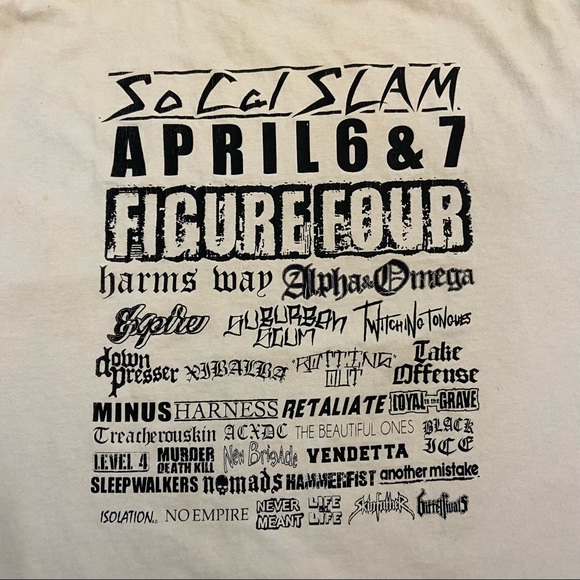 So Cal SLAM
APRIL 6 & 7
FIGURE FOUR
harms way Alpha & Omega
Expire SUBURBAN SCUM TWITCHING TONGUES
down presser XIBALBA "ROTTING OUT" Take Offense
MINUS HARNESS RETALIATE LOYAL to the GRAVE
Treacherouskin ACXDC THE BEAUTIFUL ONES BLACK ICE
LEVEL 4 MURDER DEATH KILL New Brigade VENDETTA
SLEEPWALKERS nomads HAMMERFIST another mistake
ISOLATION.. NO EMPIRE NEVER MEANT LIFE LIFE Skinfather